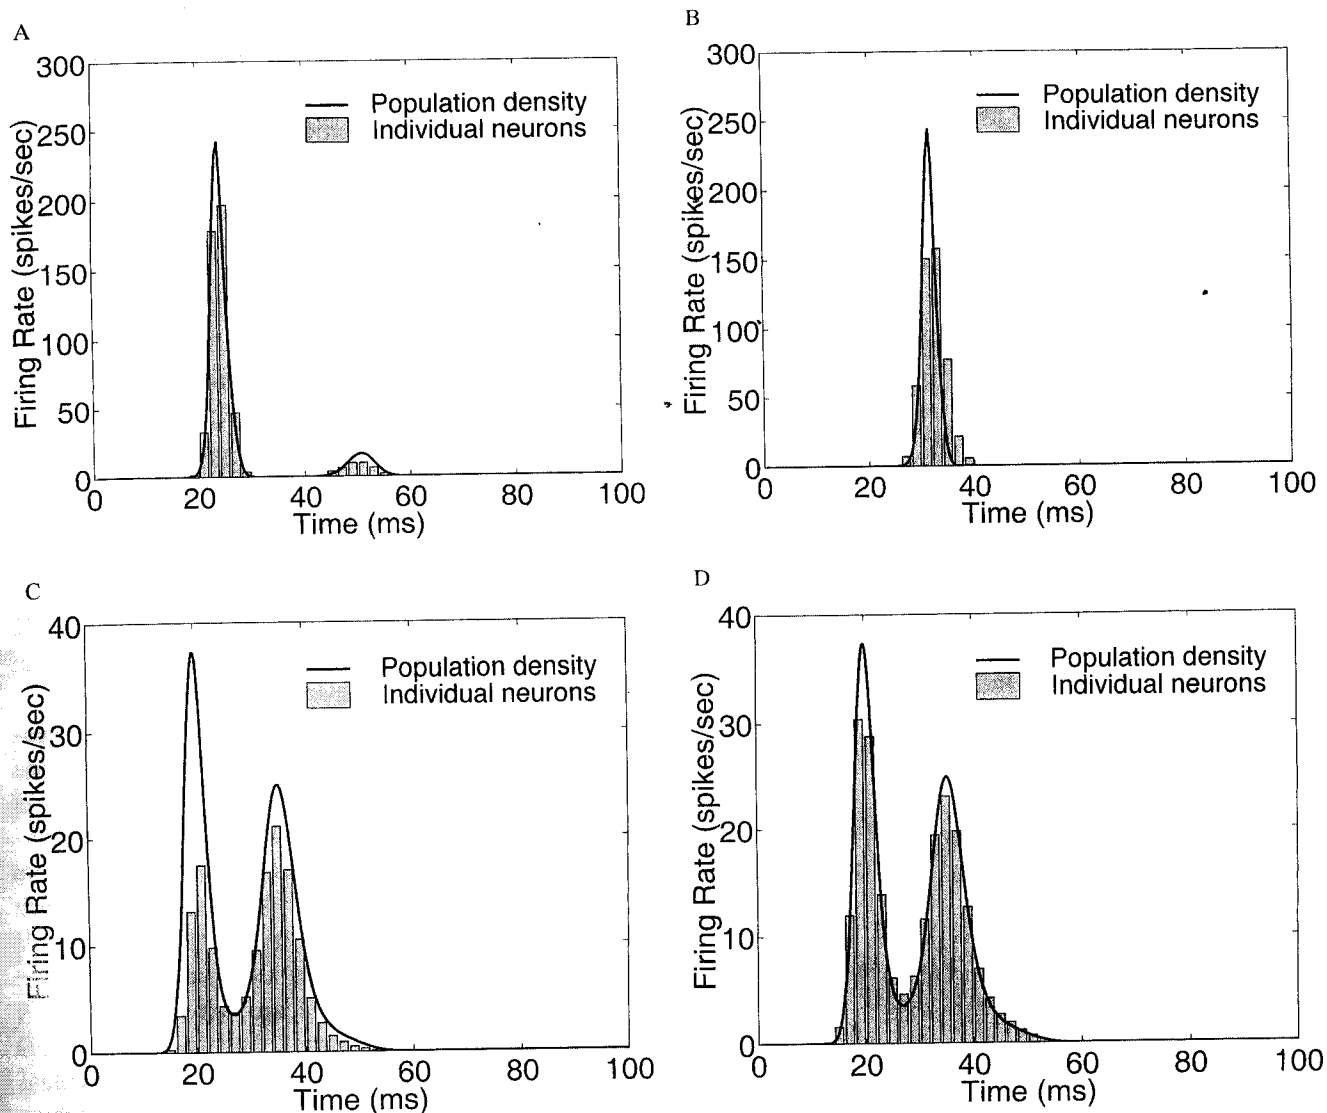 A
300
250
200
150
100
50
0
Firing Rate (spikes/sec)
Population density
Individual neurons
0 20 40 60 80 100
Time (ms)
B
300
250
200
150
100
50
0
Firing Rate (spikes/sec)
Population density
Individual neurons
0 20 40 60 80 100
Time (ms)
C
40
30
20
10
0
Firing Rate (spikes/sec)
Population density
Individual neurons
0 20 40 60 80 100
Time (ms)
D
40
30
20
10
0
Firing Rate (spikes/sec)
Population density
Individual neurons
0 20 40 60 80 100
Time (ms)